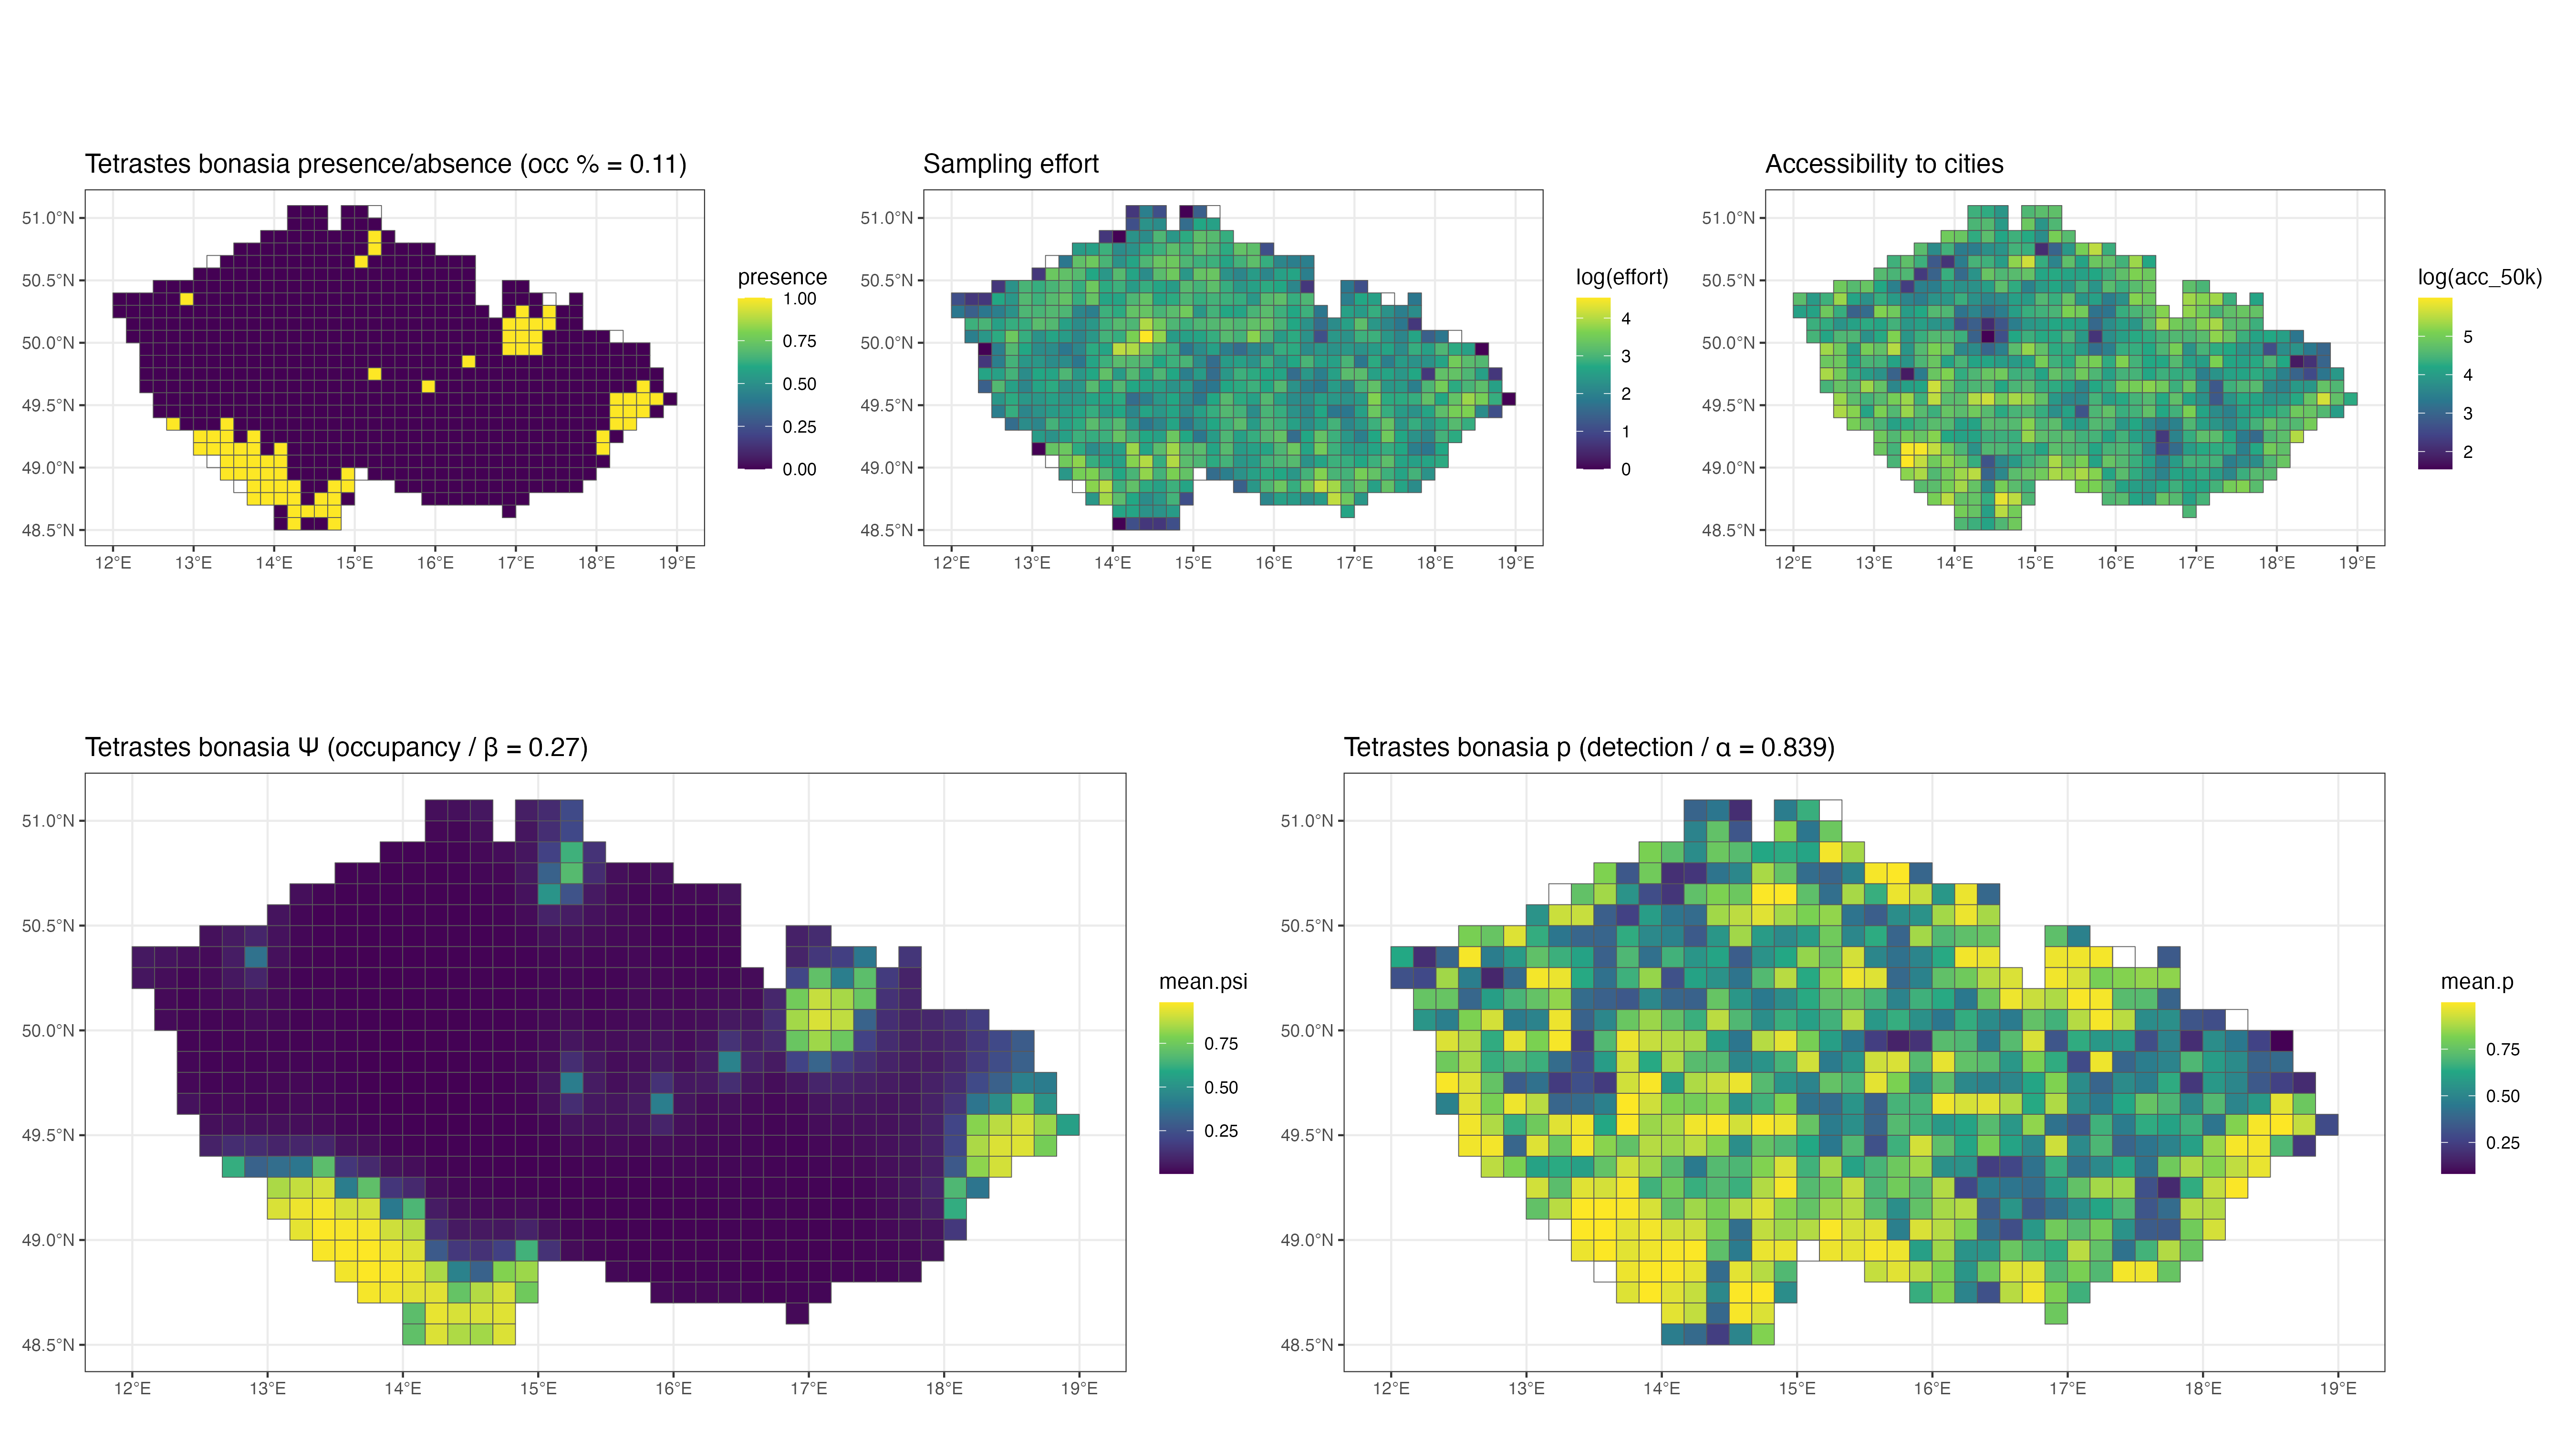 Tetrastes bonasia presence/absence (occ % = 0.11)
51.0°N
50.5°N
50.0°N
49.5°N
49.0°N
48.5°N
12°E 13°E 14°E 15°E 16°E 17°E 18°E 19°E
presence
1.00
0.75
0.50
0.25
0.00
Sampling effort
51.0°N
50.5°N
50.0°N
49.5°N
49.0°N
48.5°N
12°E 13°E 14°E 15°E 16°E 17°E 18°E 19°E
log(effort)
4
3
2
1
0
Accessibility to cities
51.0°N
50.5°N
50.0°N
49.5°N
49.0°N
48.5°N
12°E 13°E 14°E 15°E 16°E 17°E 18°E 19°E
log(acc_50k)
5
4
3
2
Tetrastes bonasia Ψ (occupancy / β = 0.27)
51.0°N
50.5°N
50.0°N
49.5°N
49.0°N
48.5°N
12°E 13°E 14°E 15°E 16°E 17°E 18°E 19°E
mean.psi
0.75
0.50
0.25
Tetrastes bonasia p (detection / α = 0.839)
51.0°N
50.5°N
50.0°N
49.5°N
49.0°N
48.5°N
12°E 13°E 14°E 15°E 16°E 17°E 18°E 19°E
mean.p
0.75
0.50
0.25